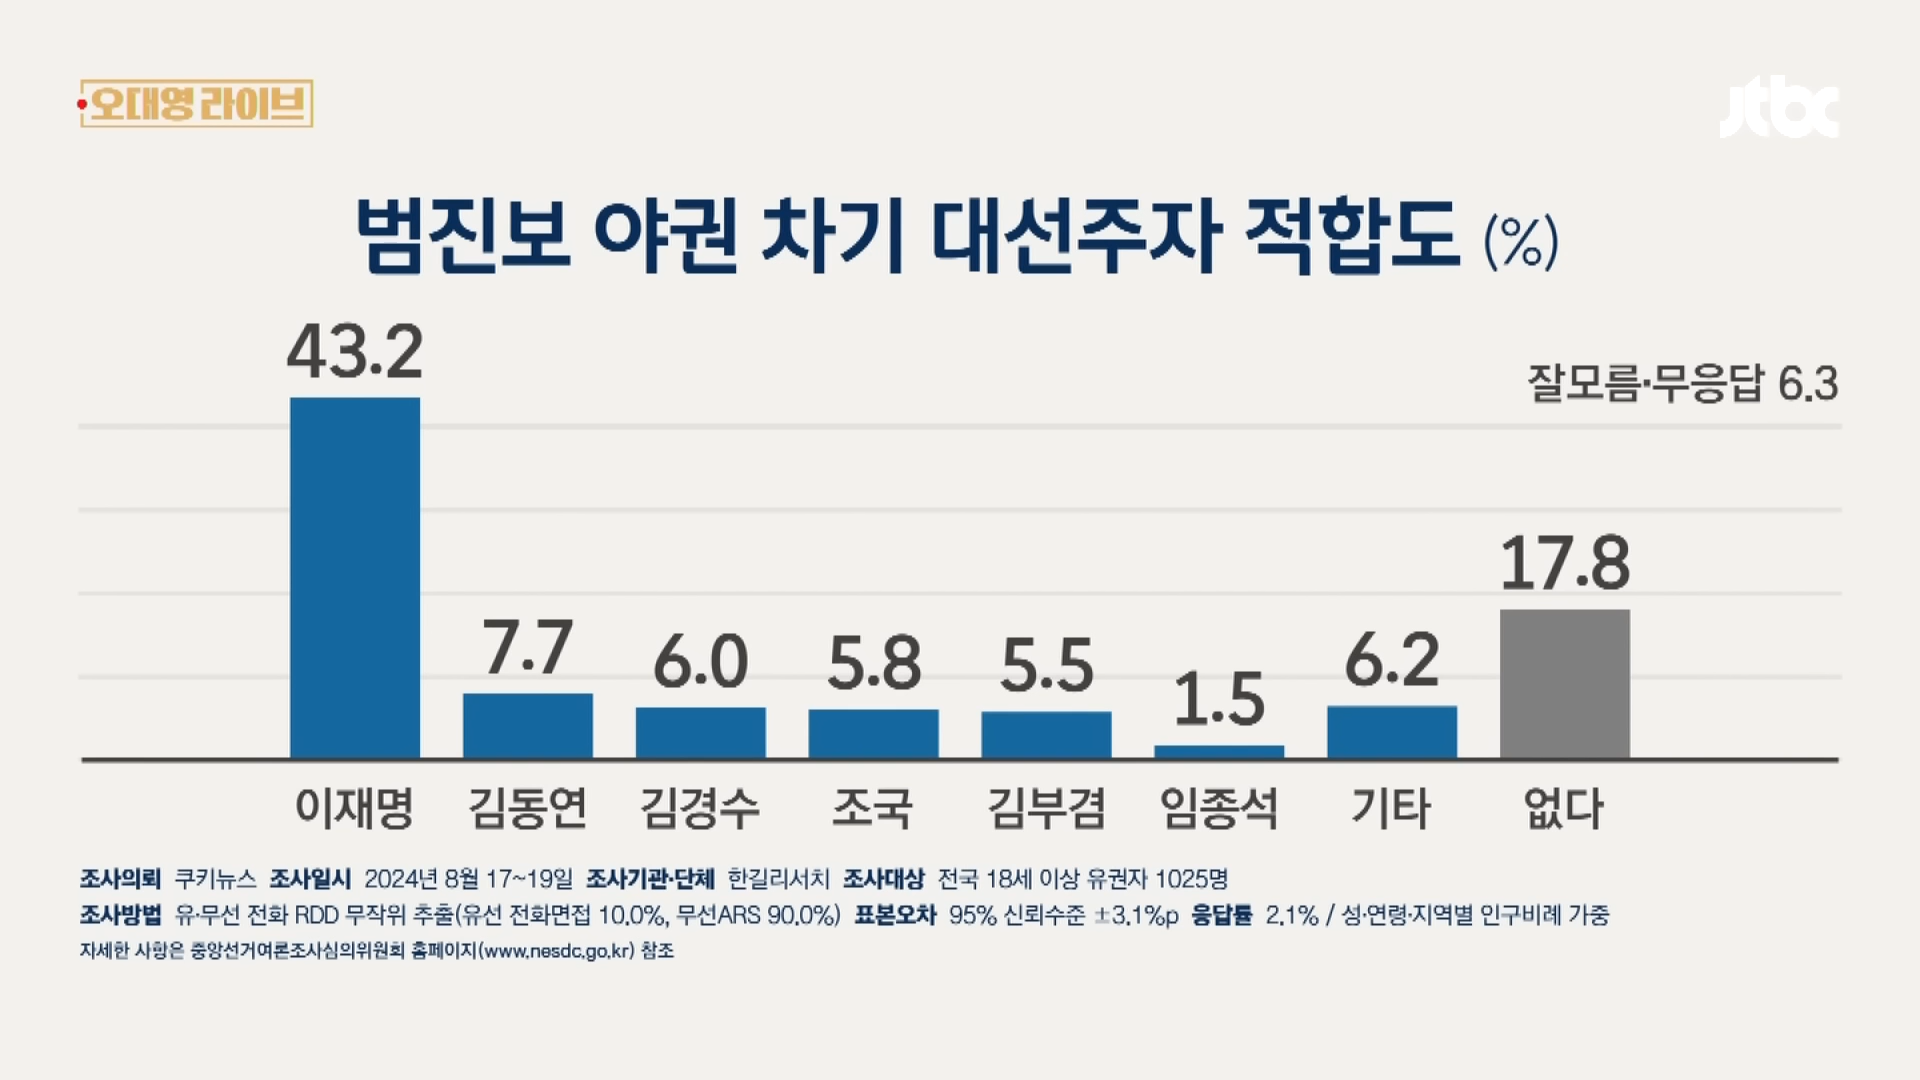 오대영 라이브
jtbc
범진보 야권 차기 대선주자 적합도 (%)
잘모름·무응답 6.3
43.2 7.7 6.0 5.8 5.5 1.5 6.2 17.8
이재명 김동연 김경수 조국 김부겸 임종석 기타 없다
조사의뢰 쿠키뉴스 조사일시 2024년 8월 17~19일 조사기관·단체 한길리서치 조사대상 전국 18세 이상 유권자 1025명
조사방법 유·무선 전화 RDD 무작위 추출(유선 전화면접 10.0%, 무선ARS 90.0%) 표본오차 95% 신뢰수준 ±3.1%p 응답률 2.1% / 성·연령·지역별 인구비례 가중
자세한 사항은 중앙선거여론조사심의위원회 홈페이지(www.nesdc.go.kr) 참조